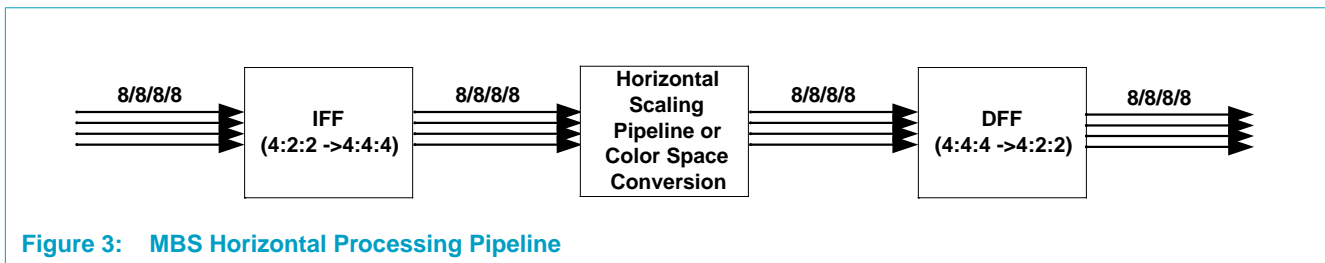 8/8/8/8
IFF
(4:2:2 ->4:4:4)
8/8/8/8
Horizontal
Scaling
Pipeline or
Color Space
Conversion
8/8/8/8
DFF
(4:4:4 ->4:2:2)
8/8/8/8
Figure 3: MBS Horizontal Processing Pipeline